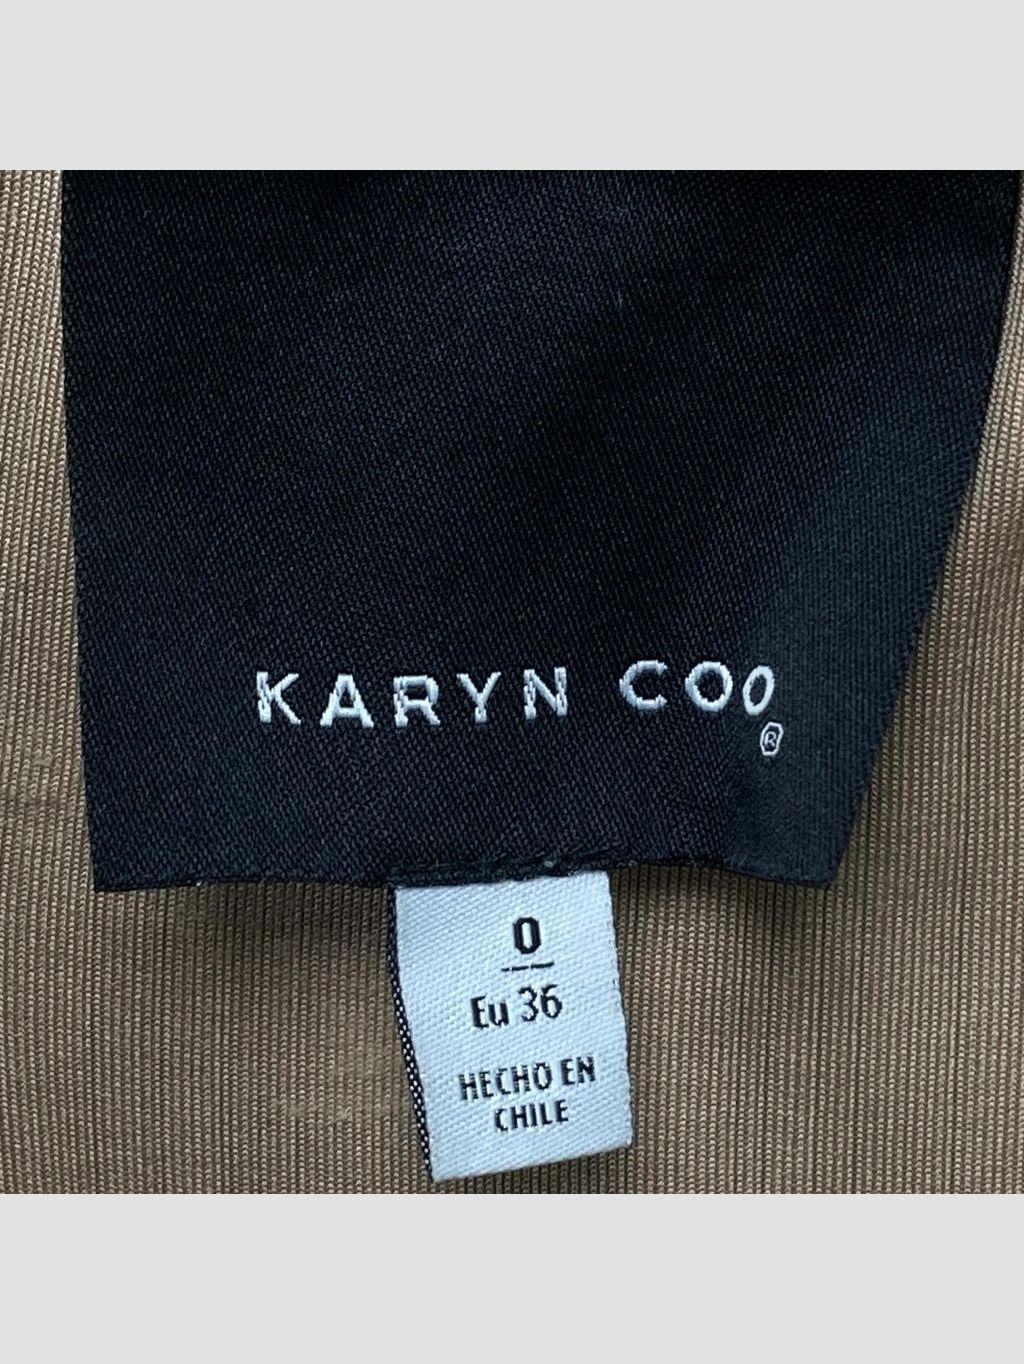 KARYN COO
®
0
Eu 36
HECHO EN
CHILE